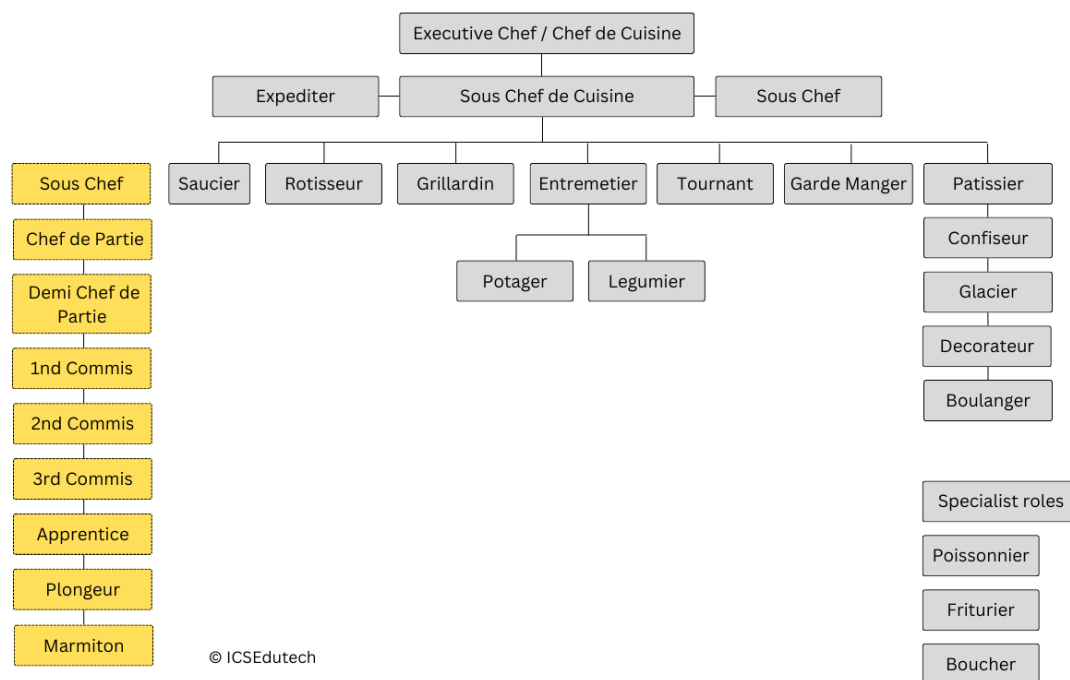 Executive Chef / Chef de Cuisine
Expediter
Sous Chef de Cuisine
Sous Chef
Sous Chef
Saucier
Rotisseur
Grillardin
Entremetier
Tournant
Garde Manger
Patissier
Chef de Partie
Confiseur
Potager
Legumier
Demi Chef de
Partie
Glacier
1nd Commis
Decorateur
2nd Commis
Boulanger
3rd Commis
Specialist roles
Apprentice
Poissonnier
Plongeur
Friturier
Marmiton
© ICSEdutech
Boucher